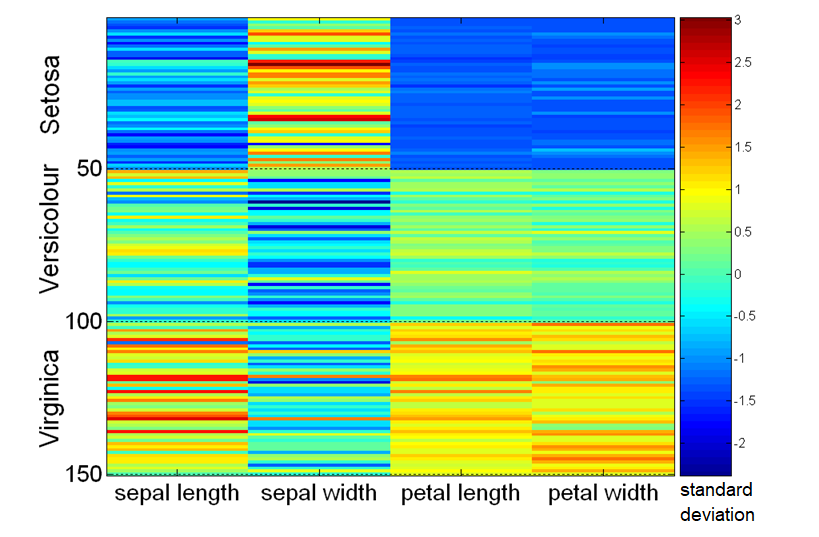 Setosa
Versicolour
Virginica
50
100
150
sepal length
sepal width
petal length
petal width
3
2.5
2
1.5
1
0.5
0
-0.5
-1
-1.5
-2
standard
deviation